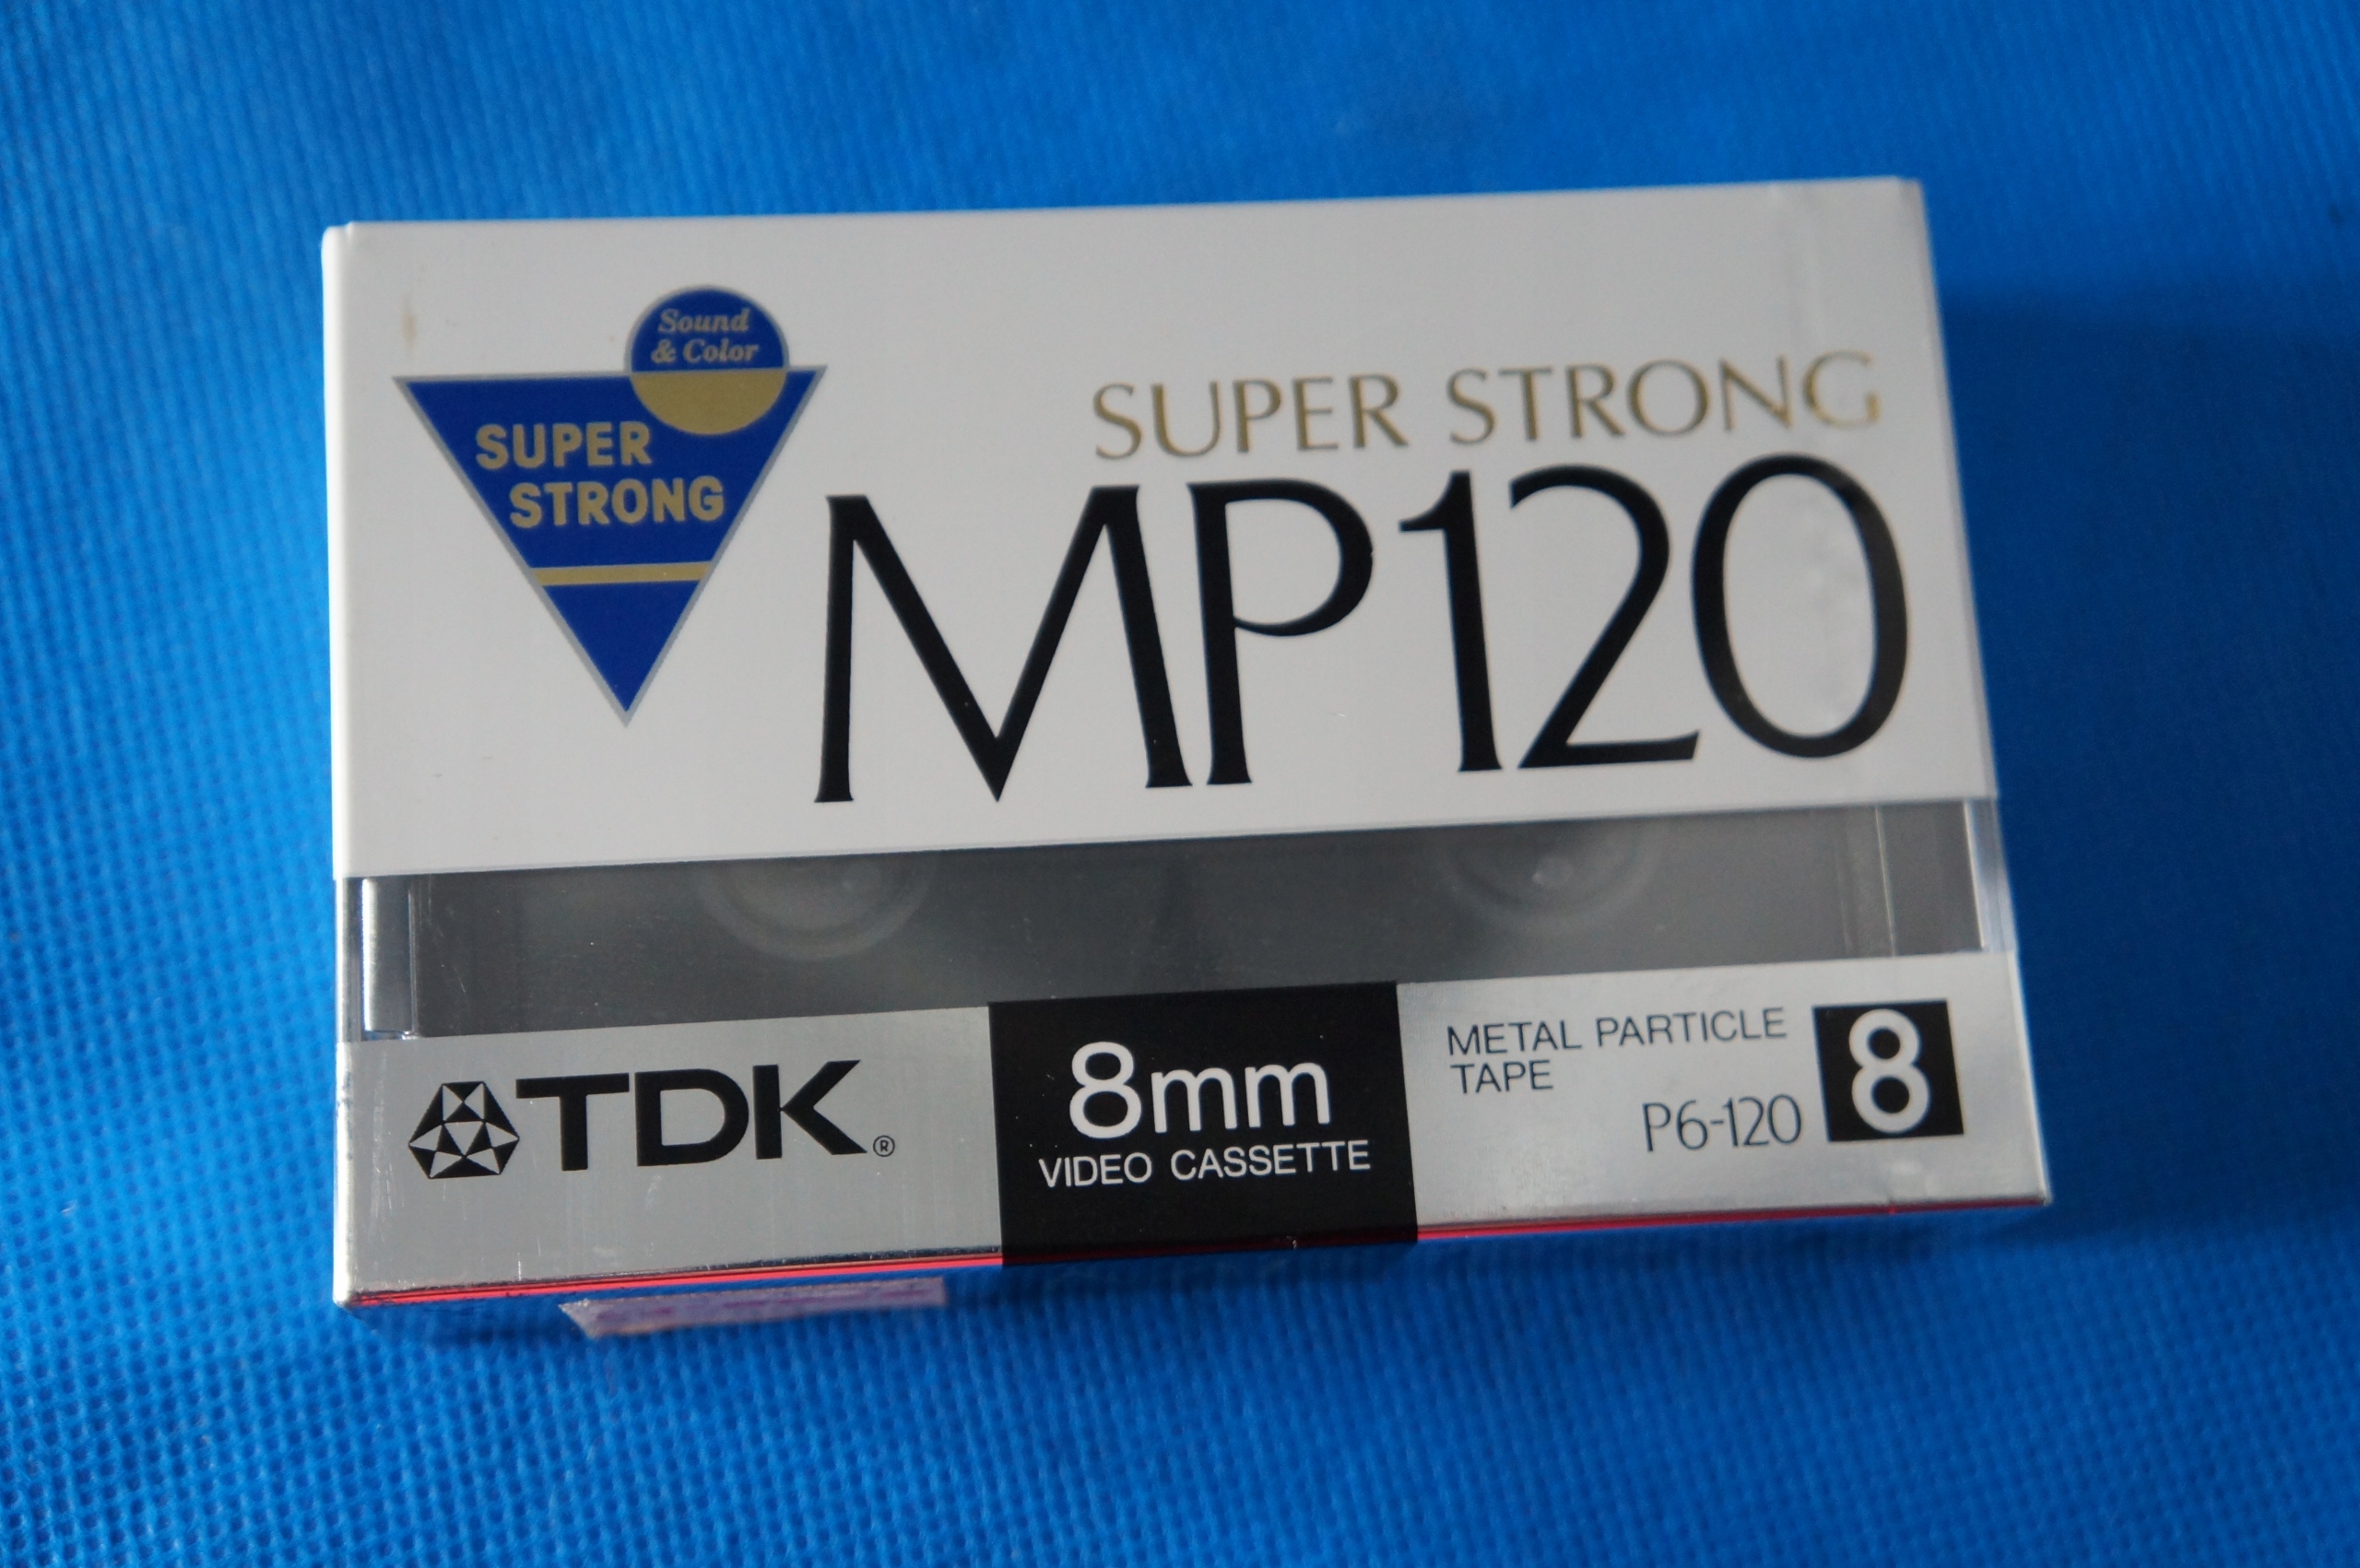 Sound
& Color
SUPER
STRONG
SUPER STRONG
MP120
TDK®
8mm
VIDEO CASSETTE
METAL PARTICLE
TAPE
P6-120
8